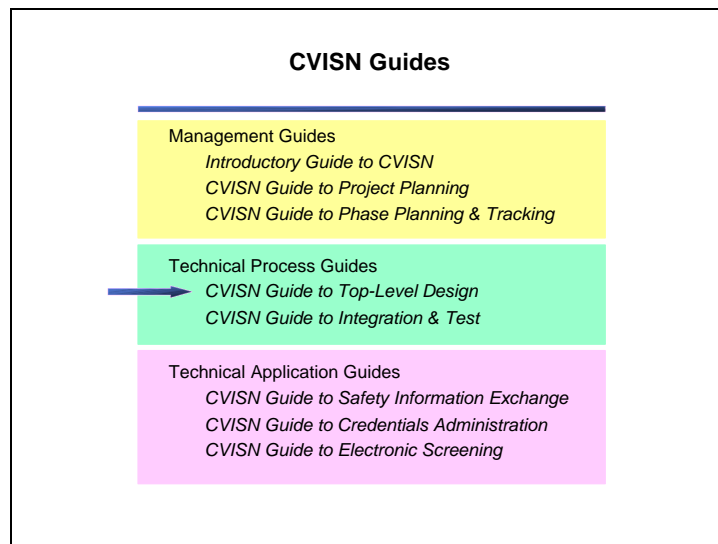 CVISN Guides
Management Guides
Introductory Guide to CVISN
CVISN Guide to Project Planning
CVISN Guide to Phase Planning & Tracking
Technical Process Guides
CVISN Guide to Top-Level Design
CVISN Guide to Integration & Test
Technical Application Guides
CVISN Guide to Safety Information Exchange
CVISN Guide to Credentials Administration
CVISN Guide to Electronic Screening